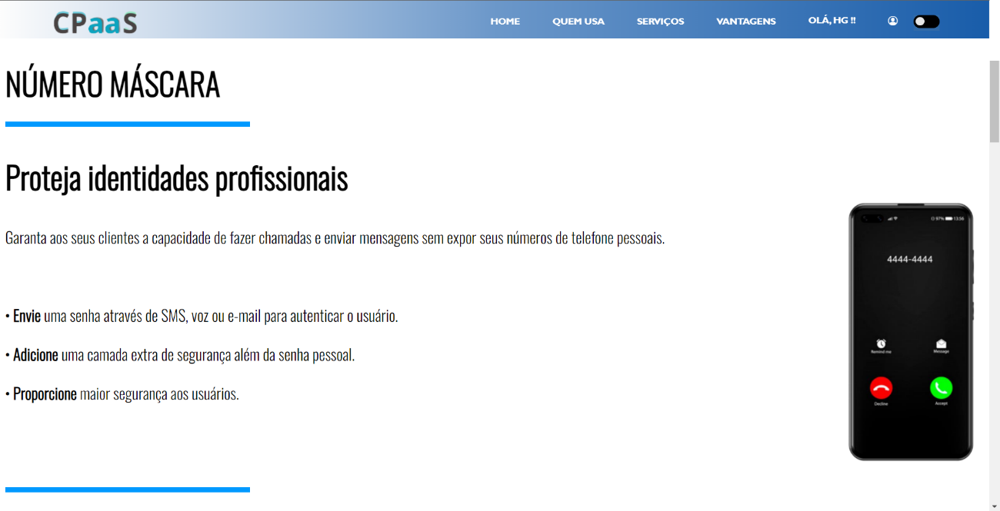 CPaaS
HOME QUEM USA SERVIÇOS VANTAGENS OLÁ, HG !!
NÚMERO MÁSCARA
Proteja identidades profissionais
Garanta aos seus clientes a capacidade de fazer chamadas e enviar mensagens sem expor seus números de telefone pessoais.
• Envie uma senha através de SMS, voz ou e-mail para autenticar o usuário.
• Adicione uma camada extra de segurança além da senha pessoal.
• Proporcione maior segurança aos usuários.
97% 13:56
4444-4444
Remind me Message
Decline Accept